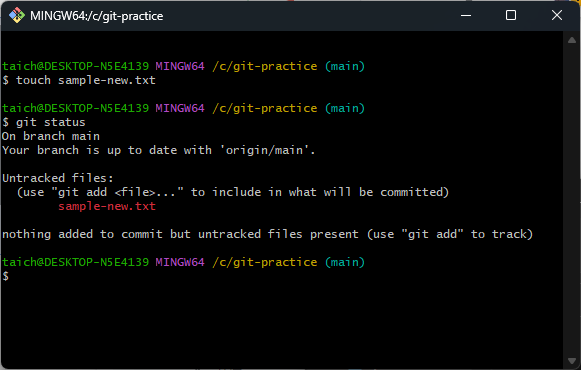 MINGW64:/c/git-practice
taich@DESKTOP-N5E4139 MINGW64 /c/git-practice (main)
$ touch sample-new.txt
taich@DESKTOP-N5E4139 MINGW64 /c/git-practice (main)
$ git status
On branch main
Your branch is up to date with 'origin/main'.
Untracked files:
  (use "git add <file>..." to include in what will be committed)
        sample-new.txt
nothing added to commit but untracked files present (use "git add" to track)
taich@DESKTOP-N5E4139 MINGW64 /c/git-practice (main)
$